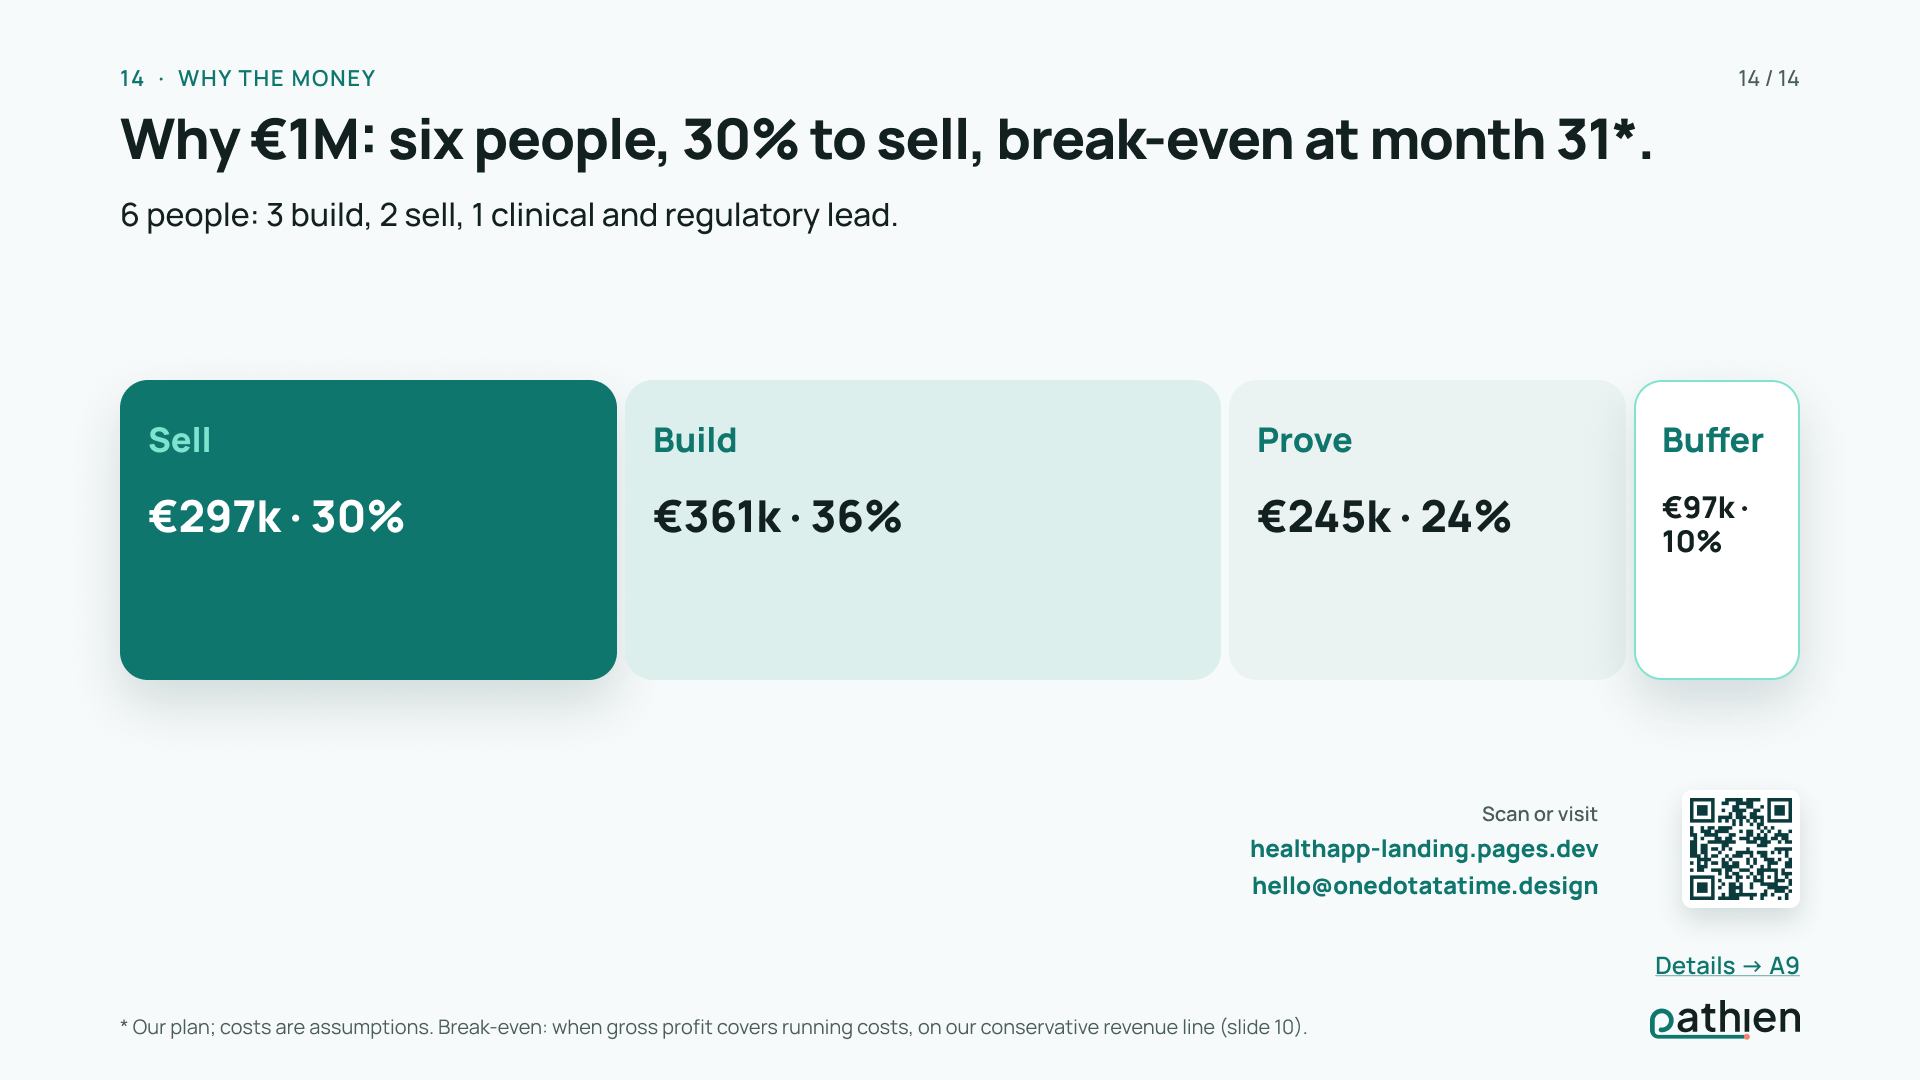 14 · WHY THE MONEY
14 / 14
Why €1M: six people, 30% to sell, break-even at month 31*.
6 people: 3 build, 2 sell, 1 clinical and regulatory lead.
Sell
€297k · 30%
Build
€361k · 36%
Prove
€245k · 24%
Buffer
€97k ·
10%
Scan or visit
healthapp-landing.pages.dev
hello@onedotatatime.design
Details → A9
* Our plan; costs are assumptions. Break-even: when gross profit covers running costs, on our conservative revenue line (slide 10).
pathien